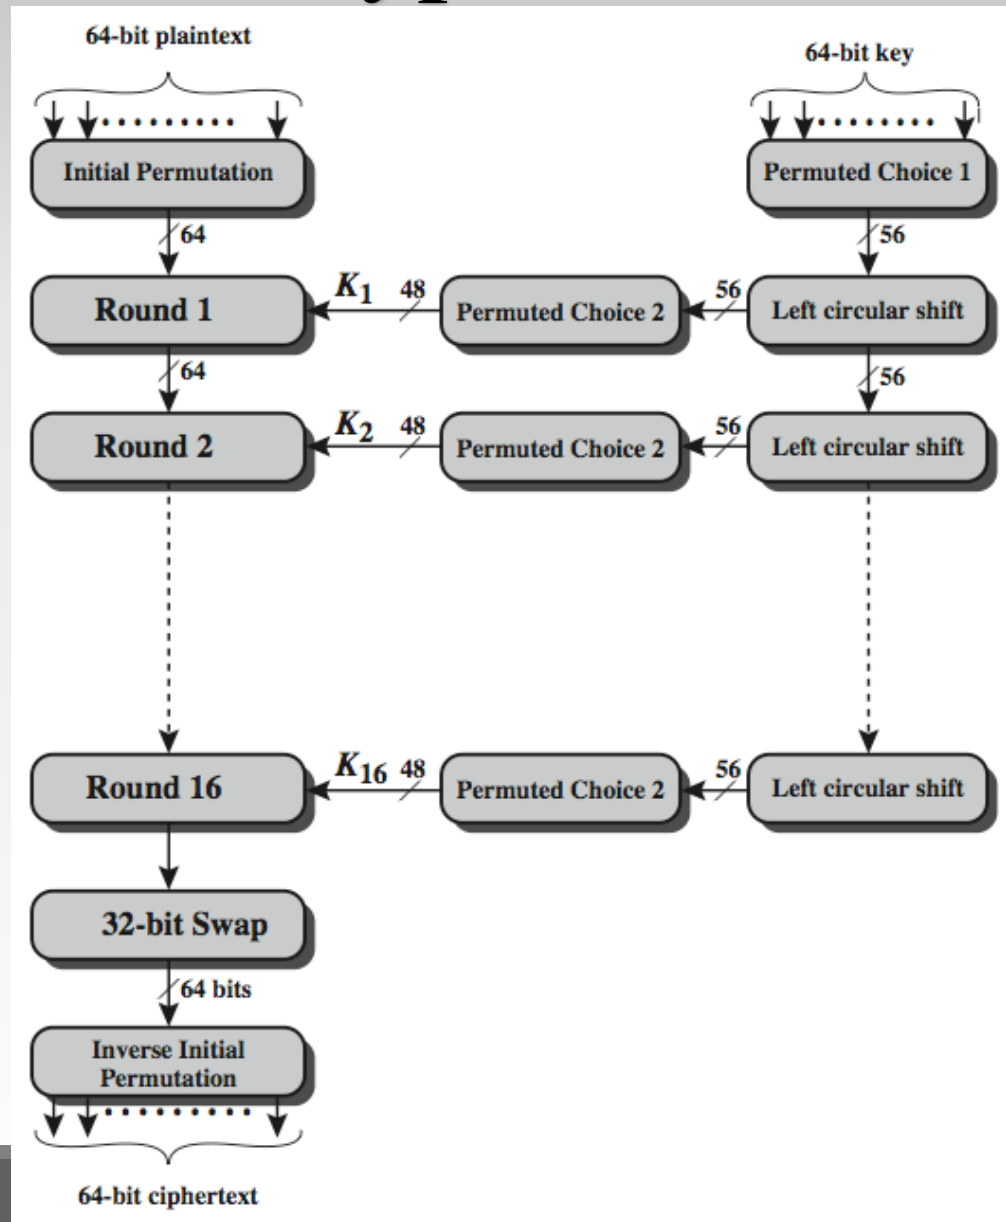 64-bit plaintext
64-bit key
Initial Permutation
Permuted Choice 1
64
56
Round 1
K1
48
Permuted Choice 2
56
Left circular shift
64
56
Round 2
K2
48
Permuted Choice 2
56
Left circular shift
Round 16
K16
48
Permuted Choice 2
56
Left circular shift
32-bit Swap
64 bits
Inverse Initial
Permutation
64-bit ciphertext